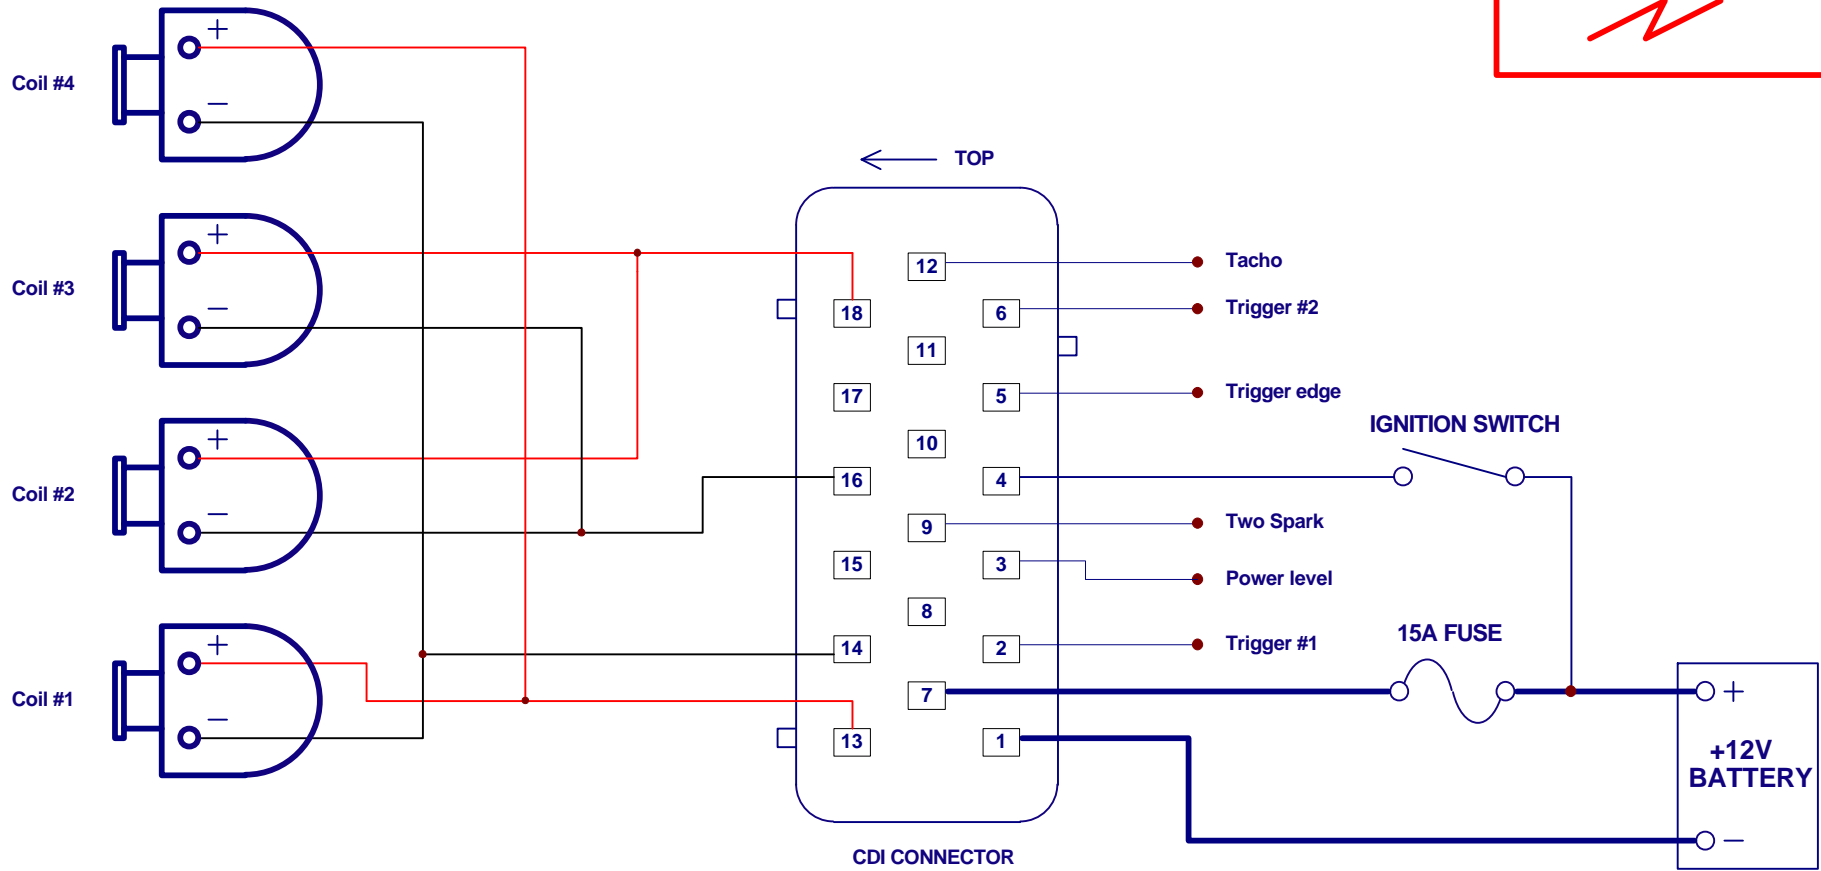 Coil #4
+
−
TOP
Coil #3
+
−
12
Tacho
18
6
Trigger #2
11
17
5
Trigger edge
IGNITION SWITCH
10
Coil #2
+
−
16
4
9
Two Spark
15
3
Power level
8
14
2
Trigger #1
15A FUSE
Coil #1
+
−
7
+
13
1
+12V
BATTERY
−
CDI CONNECTOR